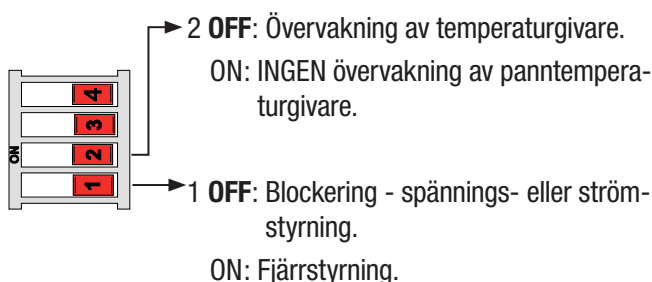 2 OFF: Övervakning av temperaturgivare.
ON: INGEN övervakning av panntempera-
turgivare.
4
3
ON
2
1
1 OFF: Blockering - spännings- eller ström-
styrning.
ON: Fjärrstyrning.